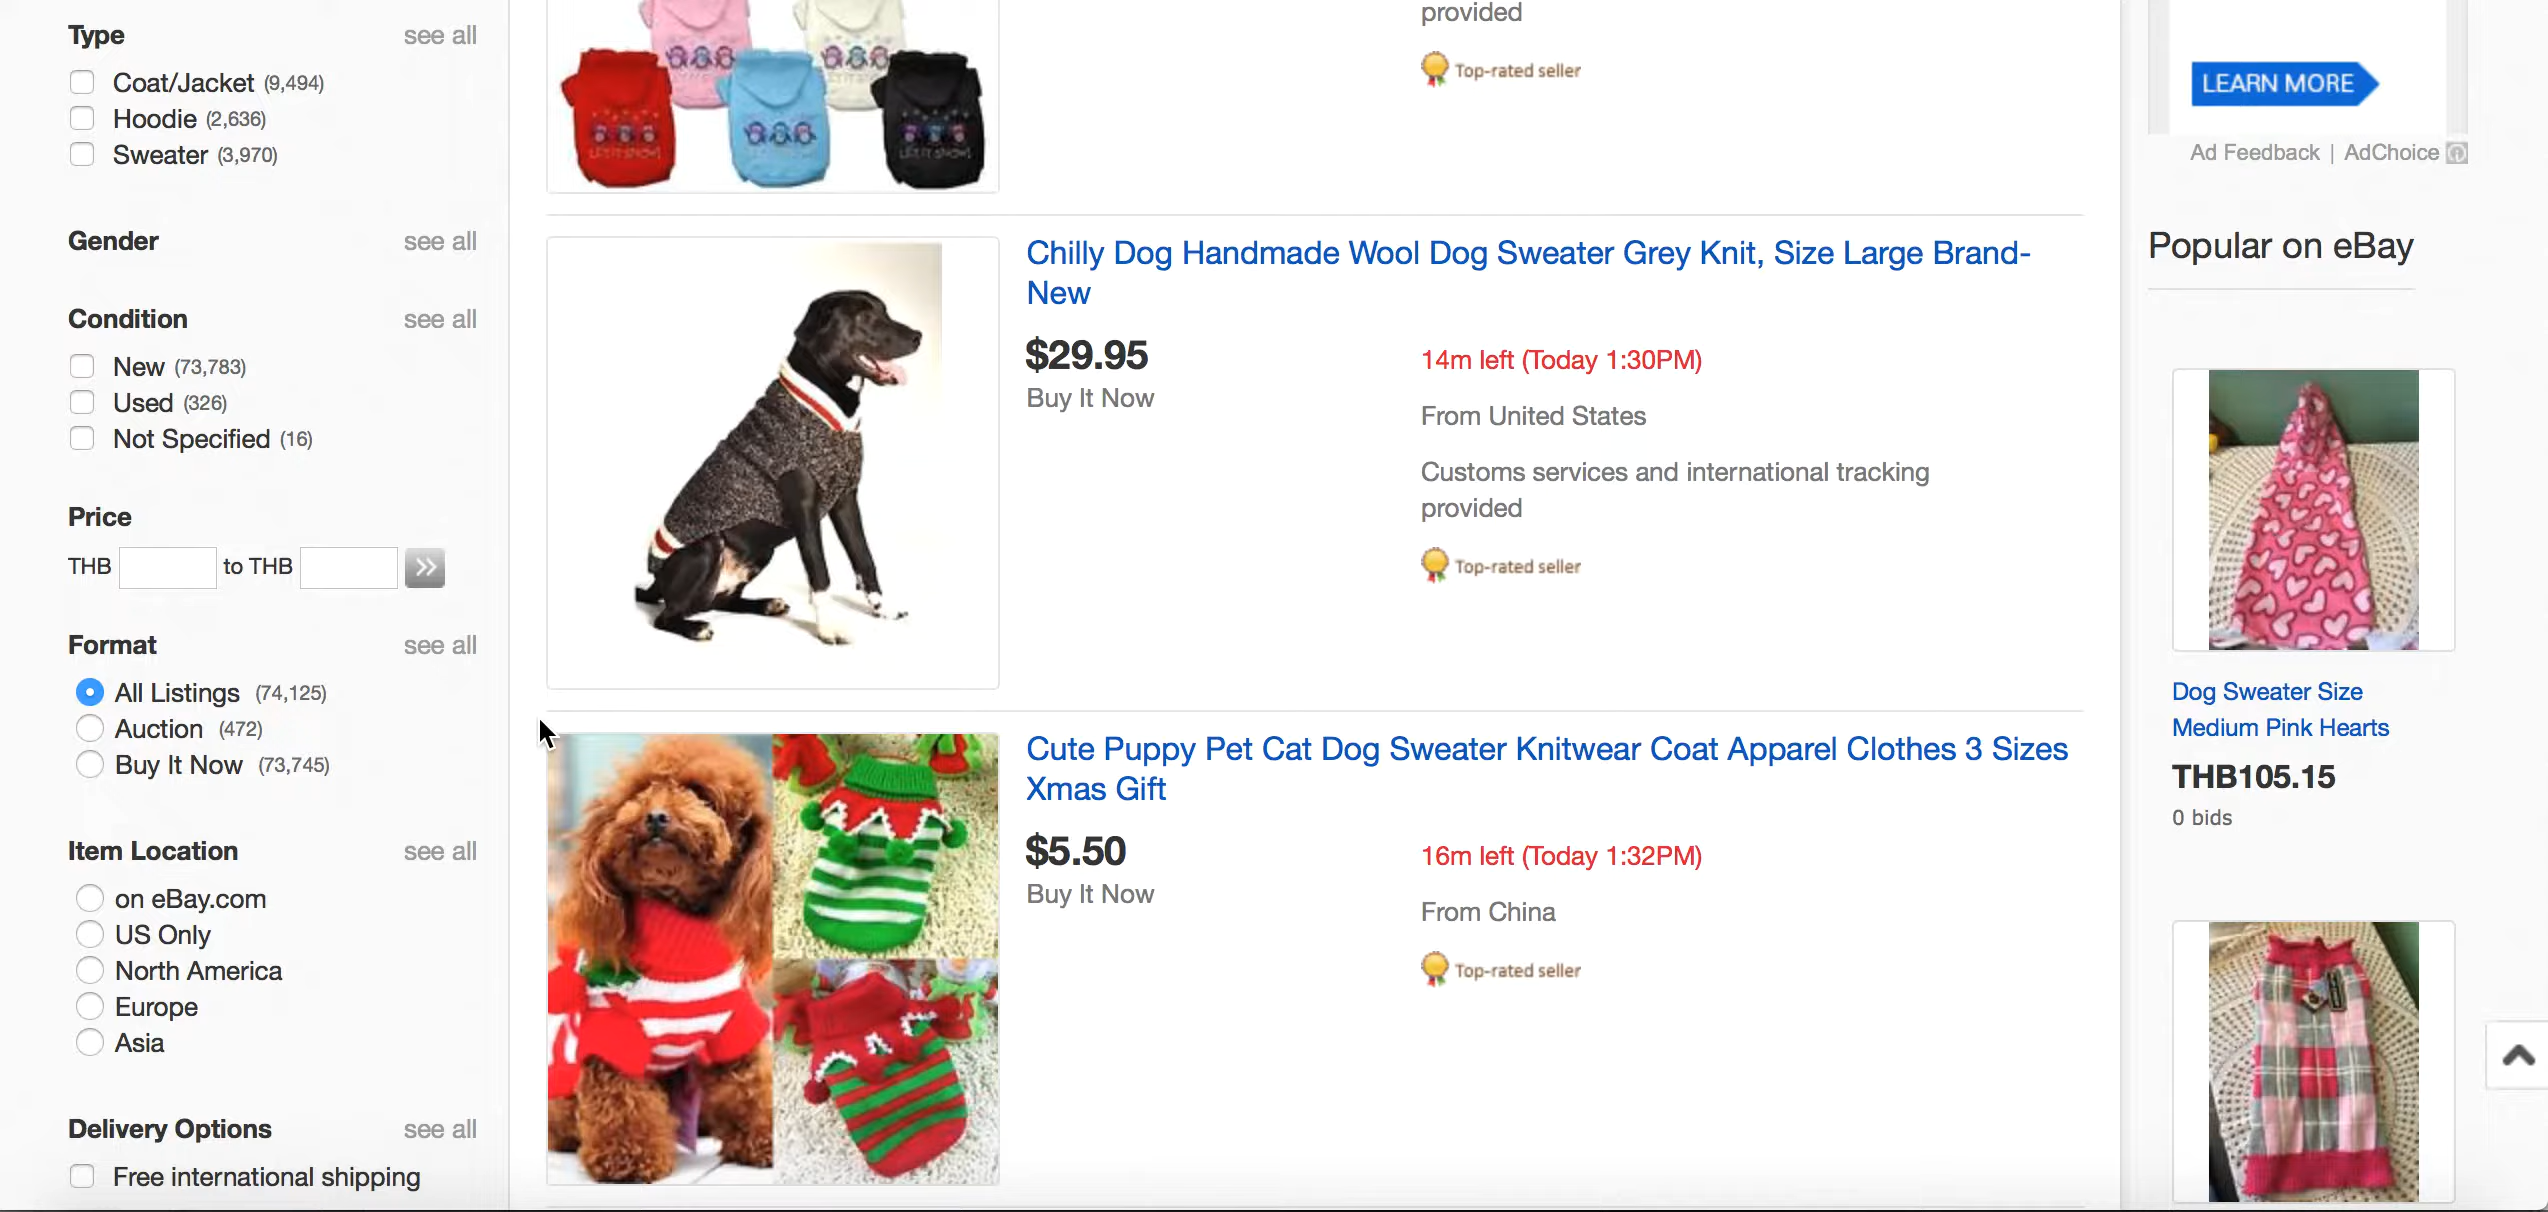 Type see all
Coat/Jacket (9,494)
Hoodie (2,636)
Sweater (3,970)
Gender see all
Condition see all
New (73,783)
Used (326)
Not Specified (16)
Price
THB to THB
Format see all
All Listings (74,125)
Auction (472)
Buy It Now (73,745)
Item Location see all
on eBay.com
US Only
North America
Europe
Asia
Delivery Options see all
Free international shipping
provided
Top-rated seller
LET IT SNOW!
LET IT SNOW!
Chilly Dog Handmade Wool Dog Sweater Grey Knit, Size Large Brand-
New
$29.95
Buy It Now
14m left (Today 1:30PM)
From United States
Customs services and international tracking
provided
Top-rated seller
Cute Puppy Pet Cat Dog Sweater Knitwear Coat Apparel Clothes 3 Sizes
Xmas Gift
$5.50
Buy It Now
16m left (Today 1:32PM)
From China
Top-rated seller
LEARN MORE
Ad Feedback | AdChoice
Popular on eBay
Dog Sweater Size
Medium Pink Hearts
THB105.15
0 bids